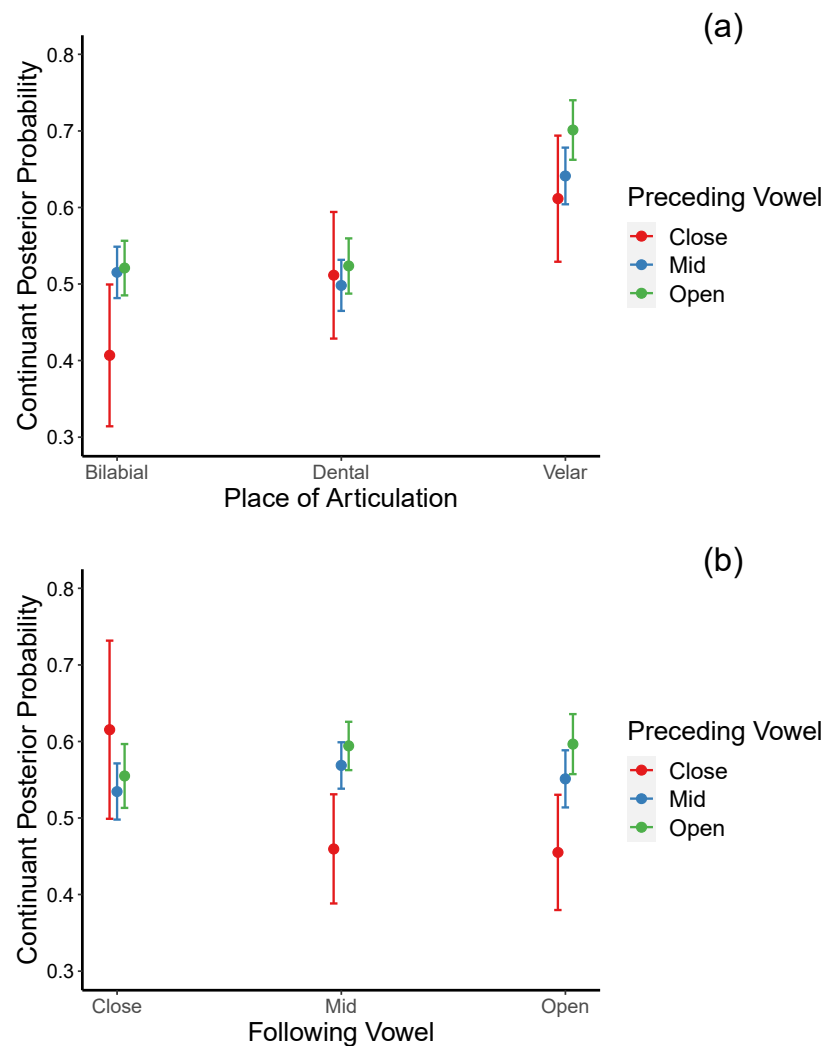 (a)
Continuant Posterior Probability
0.8
0.7
0.6
0.5
0.4
0.3
Bilabial Dental Velar
Place of Articulation
Preceding Vowel
Close
Mid
Open
(b)
Continuant Posterior Probability
0.8
0.7
0.6
0.5
0.4
0.3
Close Mid Open
Following Vowel
Preceding Vowel
Close
Mid
Open